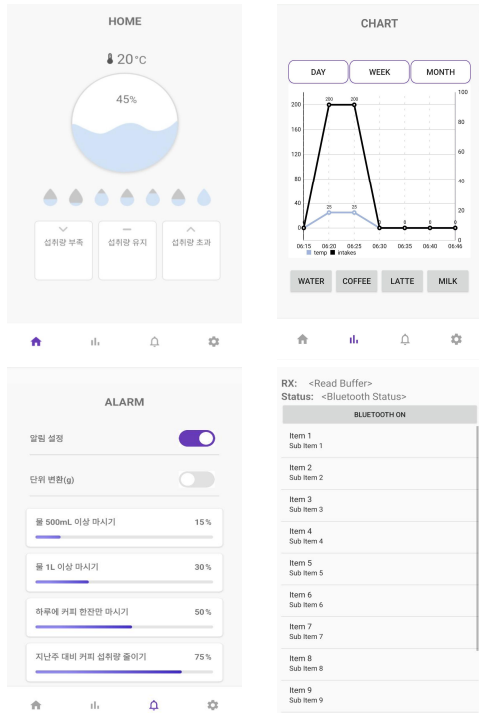 HOME
20°C
45%
섭취량 부족
섭취량 유지
섭취량 초과
CHART
DAY
WEEK
MONTH
200
160
120
80
40
0
100
80
60
40
20
0
200 200
25 25
0 0 0 0 0
06:15 06:20 06:25 06:30 06:35 06:40 06:46
temp intakes
WATER
COFFEE
LATTE
MILK
ALARM
알림 설정
단위 변환(g)
물 500mL 이상 마시기 15%
물 1L 이상 마시기 30%
하루에 커피 한잔만 마시기 50%
지난주 대비 커피 섭취량 줄이기 75%
RX: <Read Buffer>
Status: <Bluetooth Status>
BLUETOOTH ON
Item 1
Sub Item 1
Item 2
Sub Item 2
Item 3
Sub Item 3
Item 4
Sub Item 4
Item 5
Sub Item 5
Item 6
Sub Item 6
Item 7
Sub Item 7
Item 8
Sub Item 8
Item 9
Sub Item 9